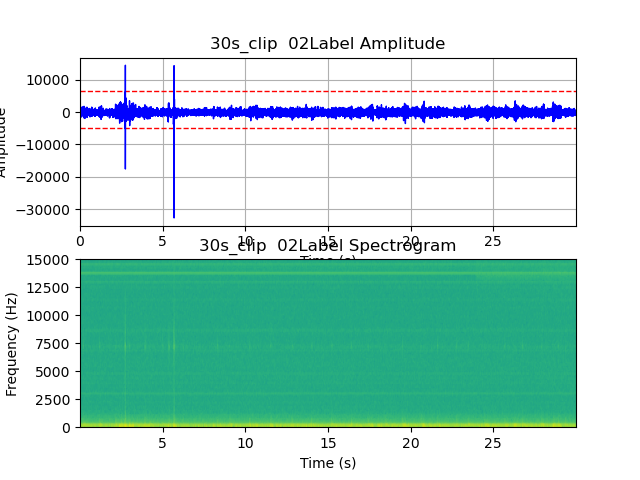 30s_clip  02Label Amplitude
Amplitude
10000
0
−10000
−20000
−30000
0 5 10 15 20 25
Time (s)
30s_clip  02Label Spectrogram
Frequency (Hz)
15000
12500
10000
7500
5000
2500
0
5 10 15 20 25
Time (s)